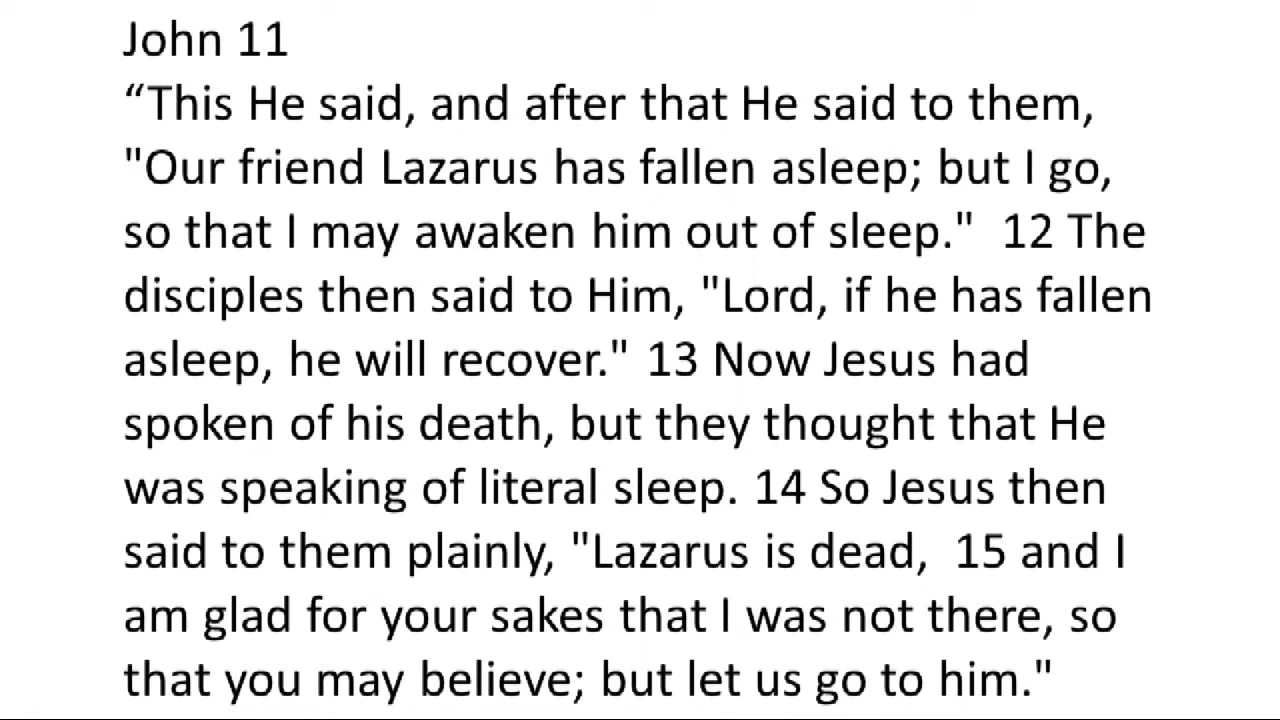 John 11
“This He said, and after that He said to them,
"Our friend Lazarus has fallen asleep; but I go,
so that I may awaken him out of sleep."  12 The
disciples then said to Him, "Lord, if he has fallen
asleep, he will recover." 13 Now Jesus had
spoken of his death, but they thought that He
was speaking of literal sleep. 14 So Jesus then
said to them plainly, "Lazarus is dead,  15 and I
am glad for your sakes that I was not there, so
that you may believe; but let us go to him."